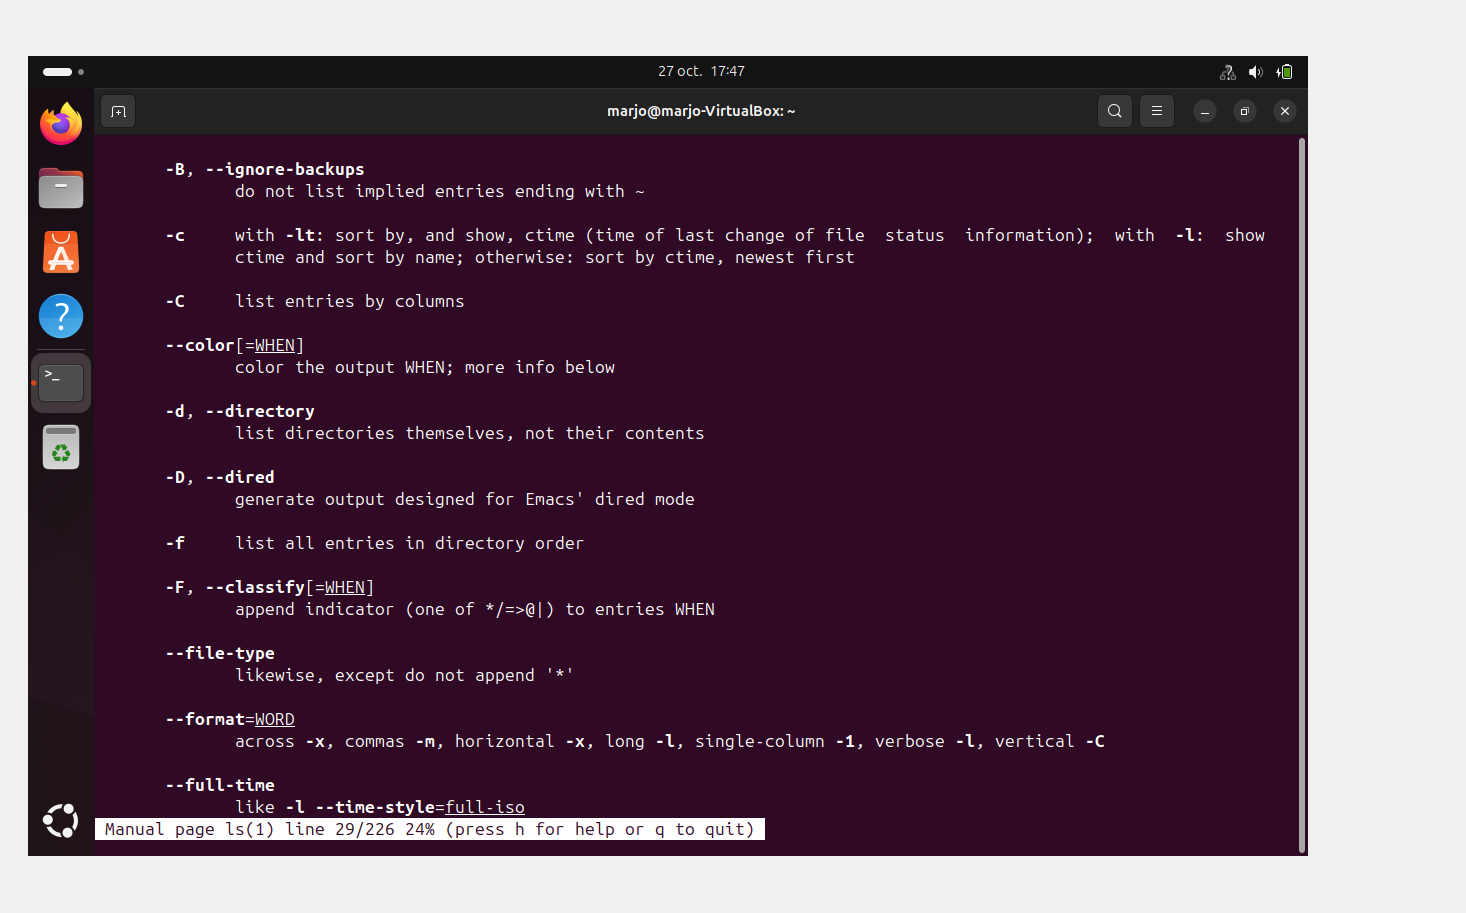 27 oct. 17:47
marjo@marjo-VirtualBox: ~
-B, --ignore-backups
do not list implied entries ending with ~
-c with -lt: sort by, and show, ctime (time of last change of file status information); with -l: show
ctime and sort by name; otherwise: sort by ctime, newest first
-C list entries by columns
--color[=WHEN]
color the output WHEN; more info below
-d, --directory
list directories themselves, not their contents
-D, --dired
generate output designed for Emacs' dired mode
-f list all entries in directory order
-F, --classify[=WHEN]
append indicator (one of */=>@|) to entries WHEN
--file-type
likewise, except do not append '*'
--format=WORD
across -x, commas -m, horizontal -x, long -l, single-column -1, verbose -l, vertical -C
--full-time
like -l --time-style=full-iso
Manual page ls(1) line 29/226 24% (press h for help or q to quit)